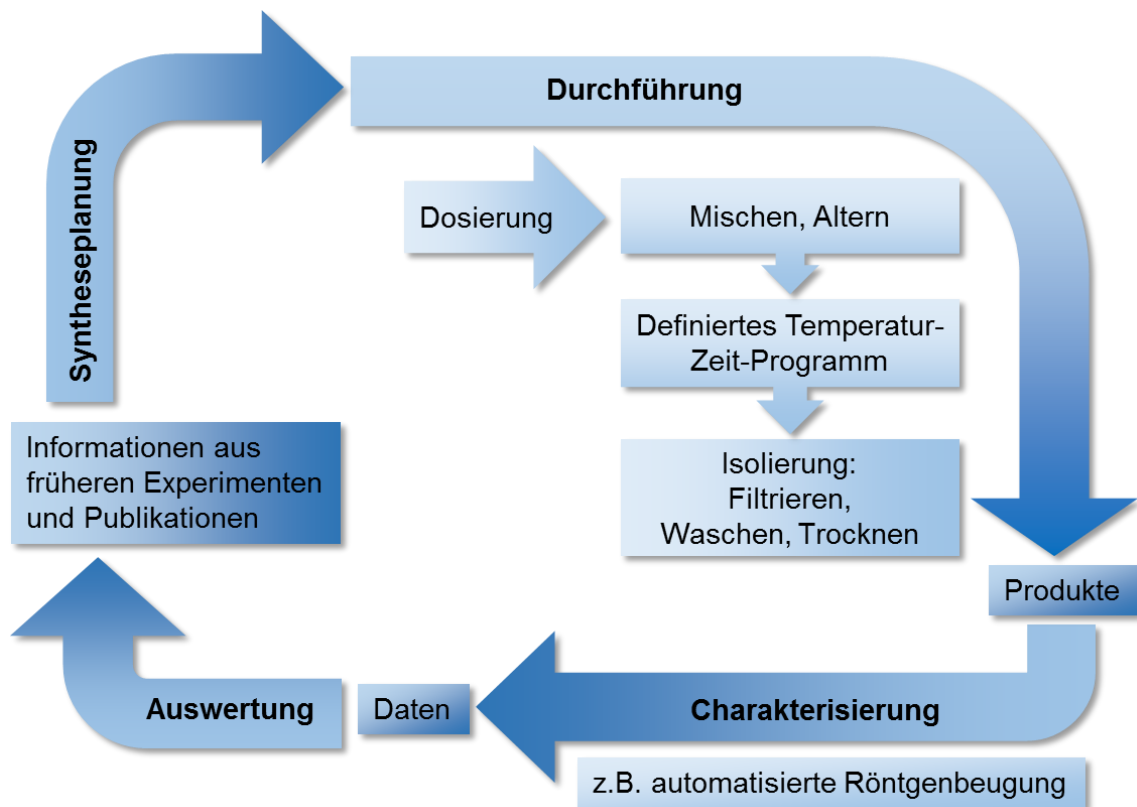 Syntheseplanung
Durchführung
Dosierung
Mischen, Altern
Definiertes Temperatur-
Zeit-Programm
Isolierung:
Filtrieren,
Waschen, Trocknen
Informationen aus
früheren Experimenten
und Publikationen
Produkte
Auswertung
Daten
Charakterisierung
z.B. automatisierte Röntgenbeugung